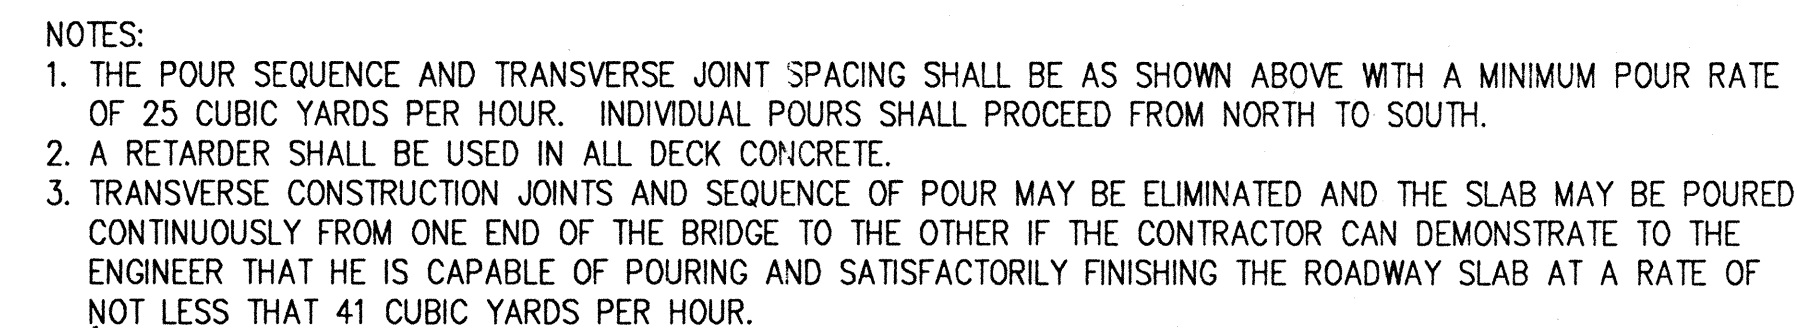 NOTES:
1. THE POUR SEQUENCE AND TRANSVERSE JOINT SPACING SHALL BE AS SHOWN ABOVE WITH A MINIMUM POUR RATE
OF 25 CUBIC YARDS PER HOUR. INDIVIDUAL POURS SHALL PROCEED FROM NORTH TO SOUTH.
2. A RETARDER SHALL BE USED IN ALL DECK CONCRETE.
3. TRANSVERSE CONSTRUCTION JOINTS AND SEQUENCE OF POUR MAY BE ELIMINATED AND THE SLAB MAY BE POURED
CONTINUOUSLY FROM ONE END OF THE BRIDGE TO THE OTHER IF THE CONTRACTOR CAN DEMONSTRATE TO THE
ENGINEER THAT HE IS CAPABLE OF POURING AND SATISFACTORILY FINISHING THE ROADWAY SLAB AT A RATE OF
NOT LESS THAT 41 CUBIC YARDS PER HOUR.